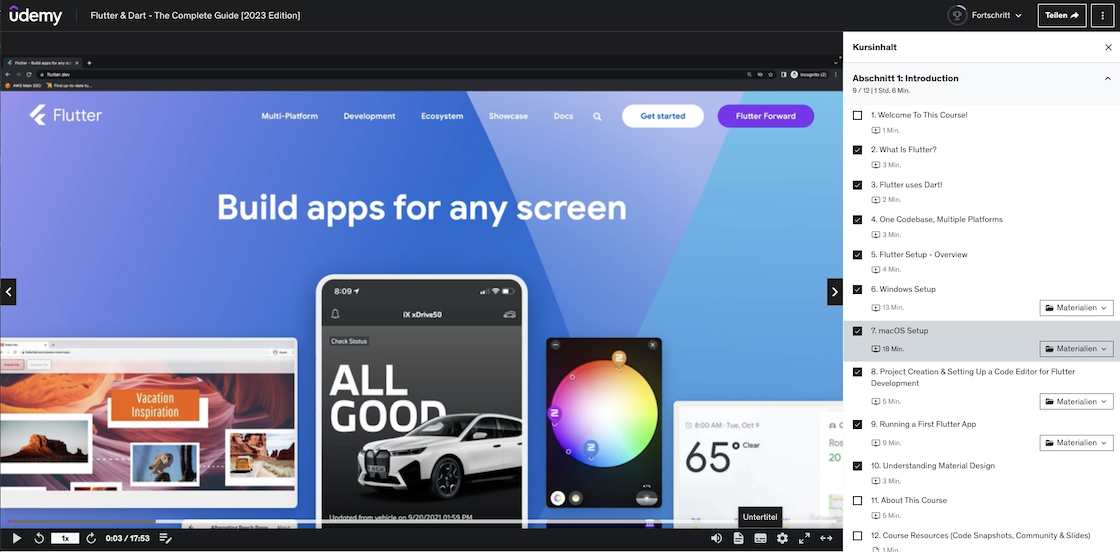 ûdemy
Flutter & Dart - The Complete Guide [2023 Edition]
Fortschritt
Teilen
Flutter - Build apps for any scr
flutter.dev
Incognito (2)
AWS Main SSO
Find up-to-date tu...
Flutter
Multi-Platform
Development
Ecosystem
Showcase
Docs
Get started
Flutter Forward
Build apps for any screen
8:09
iX xDrive50
Check Status
ALL
GOOD
Updated from vehicle on 9/20/2021 01:59 PM
Vacation
Inspiration
8:00 AM · Tue, Oct 9
65° Clear
Ros
20
Alternating Bench Press
Untertitel
1x
0:03 / 17:53
Kursinhalt
Abschnitt 1: Introduction
9 / 12 | 1 Std. 6 Min.
1. Welcome To This Course!
1 Min.
2. What Is Flutter?
3 Min.
3. Flutter uses Dart!
2 Min.
4. One Codebase, Multiple Platforms
3 Min.
5. Flutter Setup - Overview
4 Min.
6. Windows Setup
13 Min.
Materialien
7. macOS Setup
18 Min.
Materialien
8. Project Creation & Setting Up a Code Editor for Flutter
Development
5 Min.
Materialien
9. Running a First Flutter App
9 Min.
Materialien
10. Understanding Material Design
3 Min.
11. About This Course
5 Min.
12. Course Resources (Code Snapshots, Community & Slides)
1 Min.